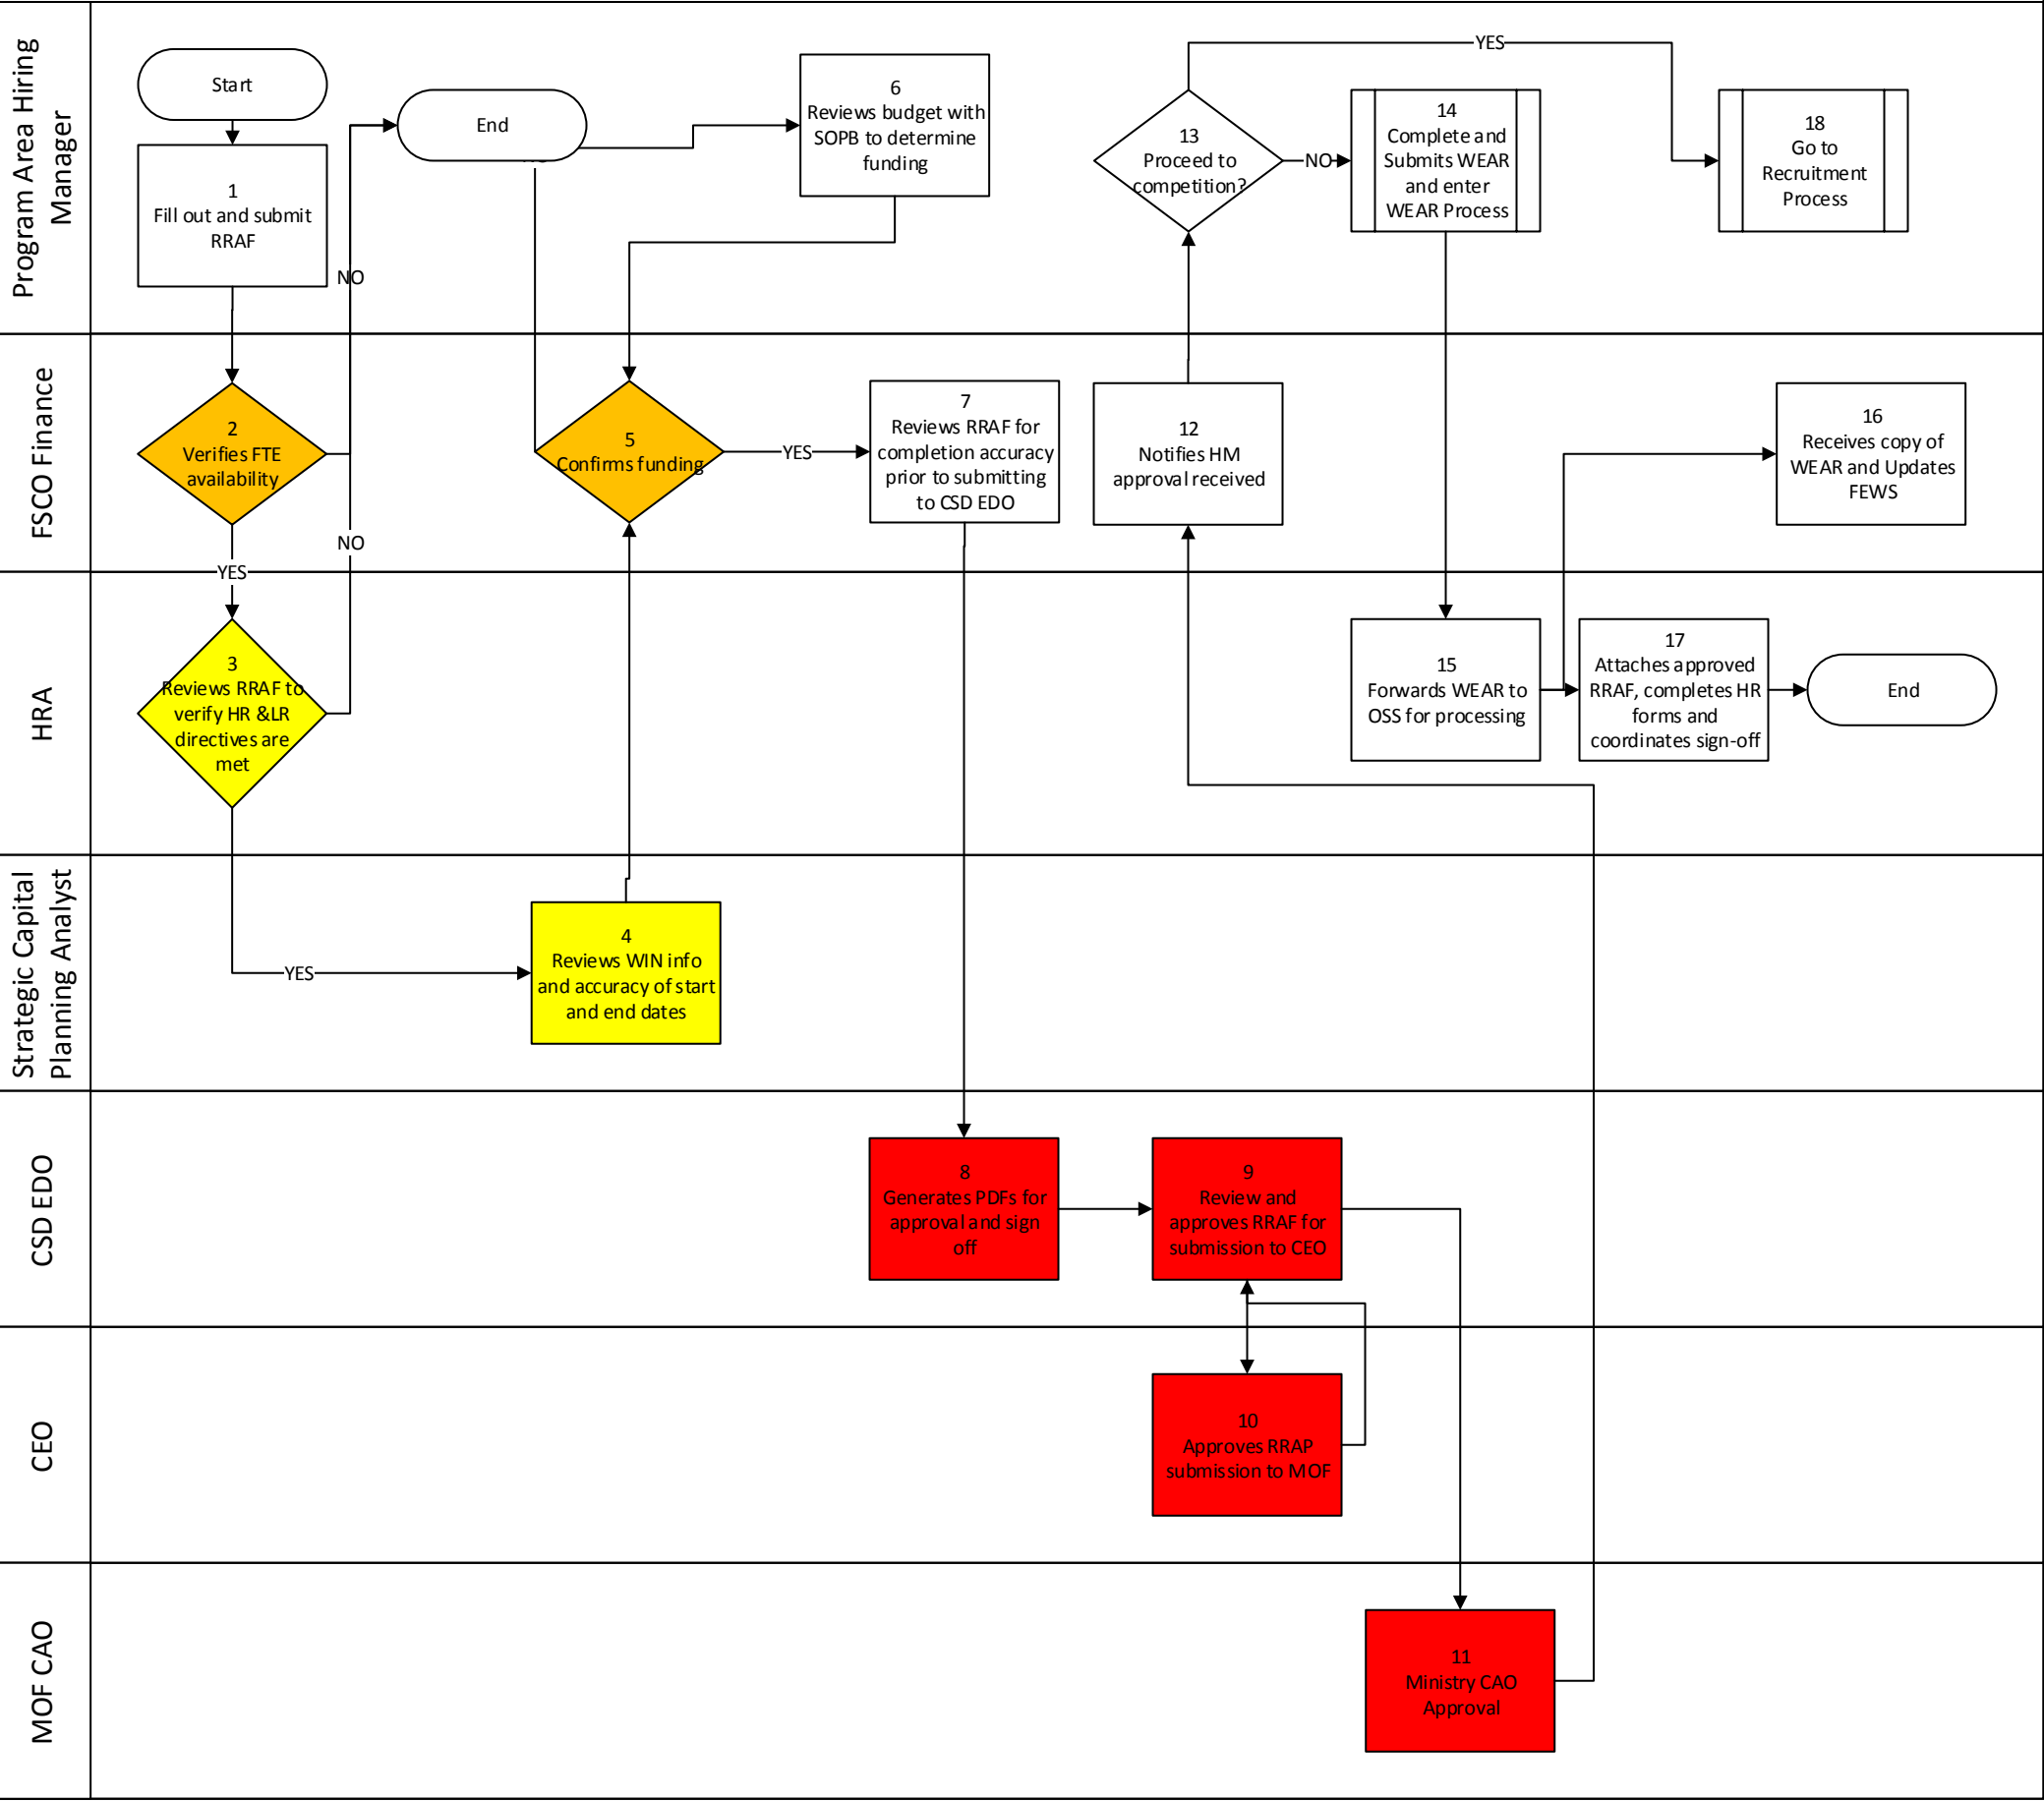 Program Area Hiring
Manager
Start
1
Fill out and submit
RRAF
NO
End
6
Reviews budget with
SOPB to determine
funding
YES
13
Proceed to
competition?
NO
14
Complete and
Submits WEAR
and enter
WEAR Process
18
Go to
Recruitment
Process
FSCO Finance
2
Verifies FTE
availability
YES
NO
5
Confirms funding
YES
7
Reviews RRAF for
completion accuracy
prior to submitting
to CSD EDO
12
Notifies HM
approval received
16
Receives copy of
WEAR and Updates
FEWS
HRA
3
Reviews RRAF to
verify HR &LR
directives are
met
15
Forwards WEAR to
OSS for processing
17
Attaches approved
RRAF, completes HR
forms and
coordinates sign-off
End
Strategic Capital
Planning Analyst
YES
4
Reviews WIN info
and accuracy of start
and end dates
CSD EDO
8
Generates PDFs for
approval and sign
off
9
Review and
approves RRAF for
submission to CEO
CEO
10
Approves RRAP
submission to MOF
MOF CAO
11
Ministry CAO
Approval